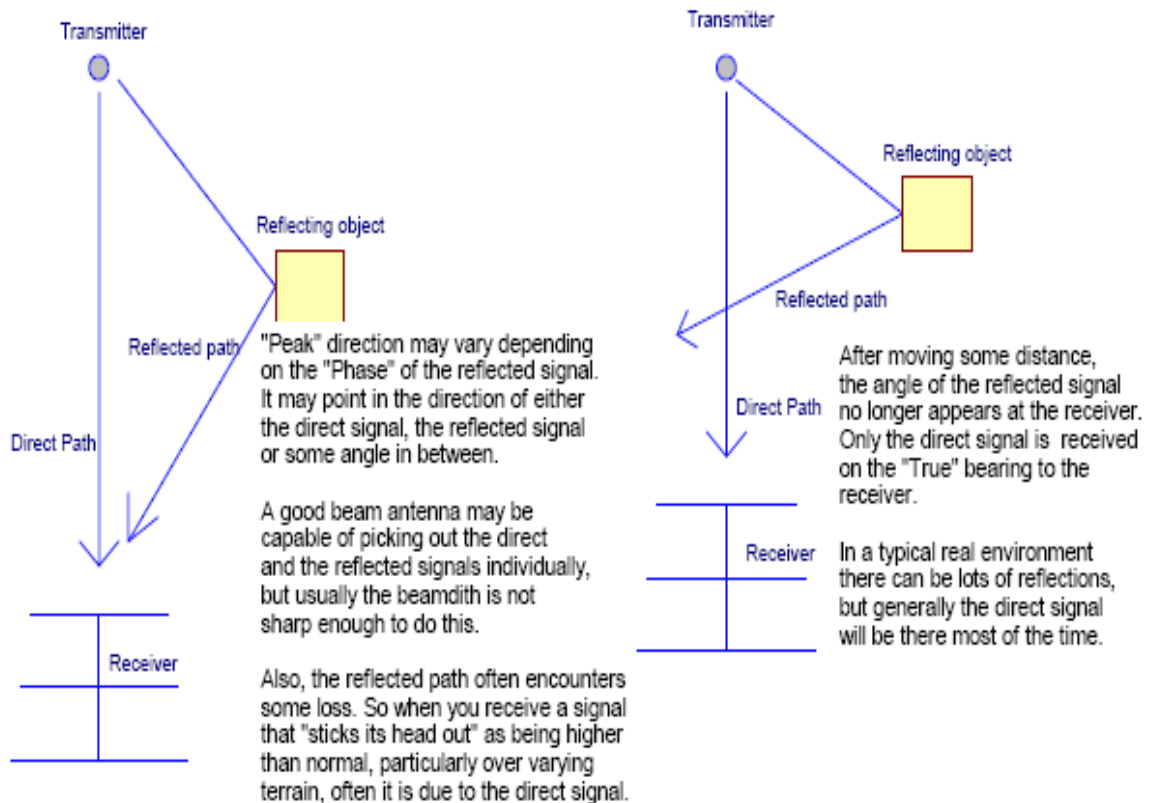 Transmitter
Reflecting object
Reflected path
Direct Path
Receiver
"Peak" direction may vary depending
on the "Phase" of the reflected signal.
It may point in the direction of either
the direct signal, the reflected signal
or some angle in between.
A good beam antenna may be
capable of picking out the direct
and the reflected signals individually,
but usually the beamdith is not
sharp enough to do this.
Also, the reflected path often encounters
some loss. So when you receive a signal
that "sticks its head out" as being higher
than normal, particularly over varying
terrain, often it is due to the direct signal.
Transmitter
Reflecting object
Reflected path
Direct Path
Receiver
After moving some distance,
the angle of the reflected signal
no longer appears at the receiver.
Only the direct signal is received
on the "True" bearing to the
receiver.
In a typical real environment
there can be lots of reflections,
but generally the direct signal
will be there most of the time.